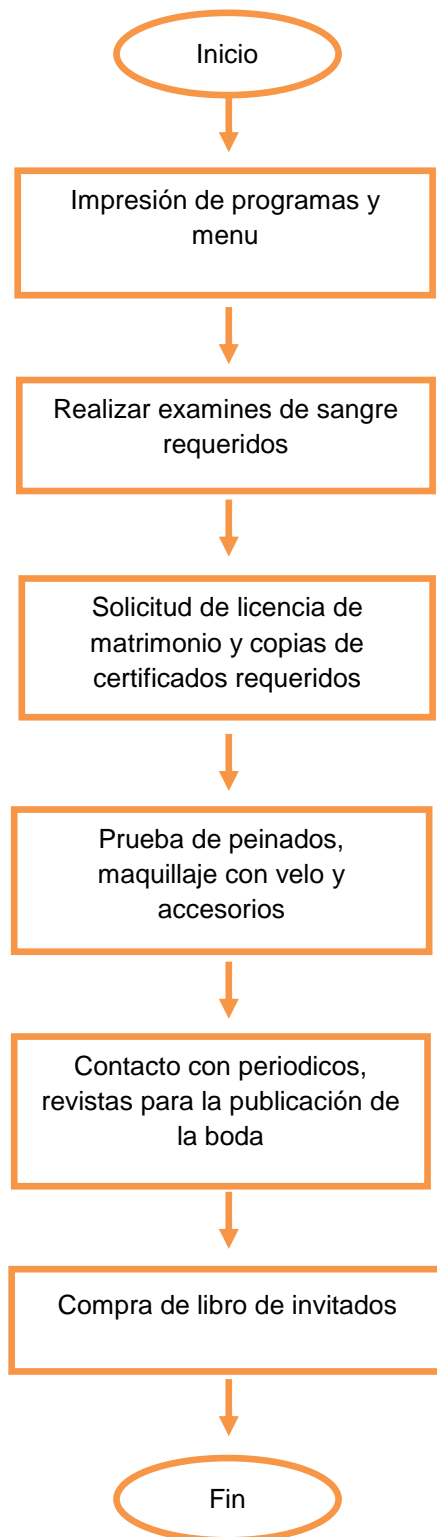 Inicio
Impresión de programas y
menu
Realizar examines de sangre
requeridos
Solicitud de licencia de
matrimonio y copias de
certificados requeridos
Prueba de peinados,
maquillaje con velo y
accesorios
Contacto con periodicos,
revistas para la publicación de
la boda
Compra de libro de invitados
Fin